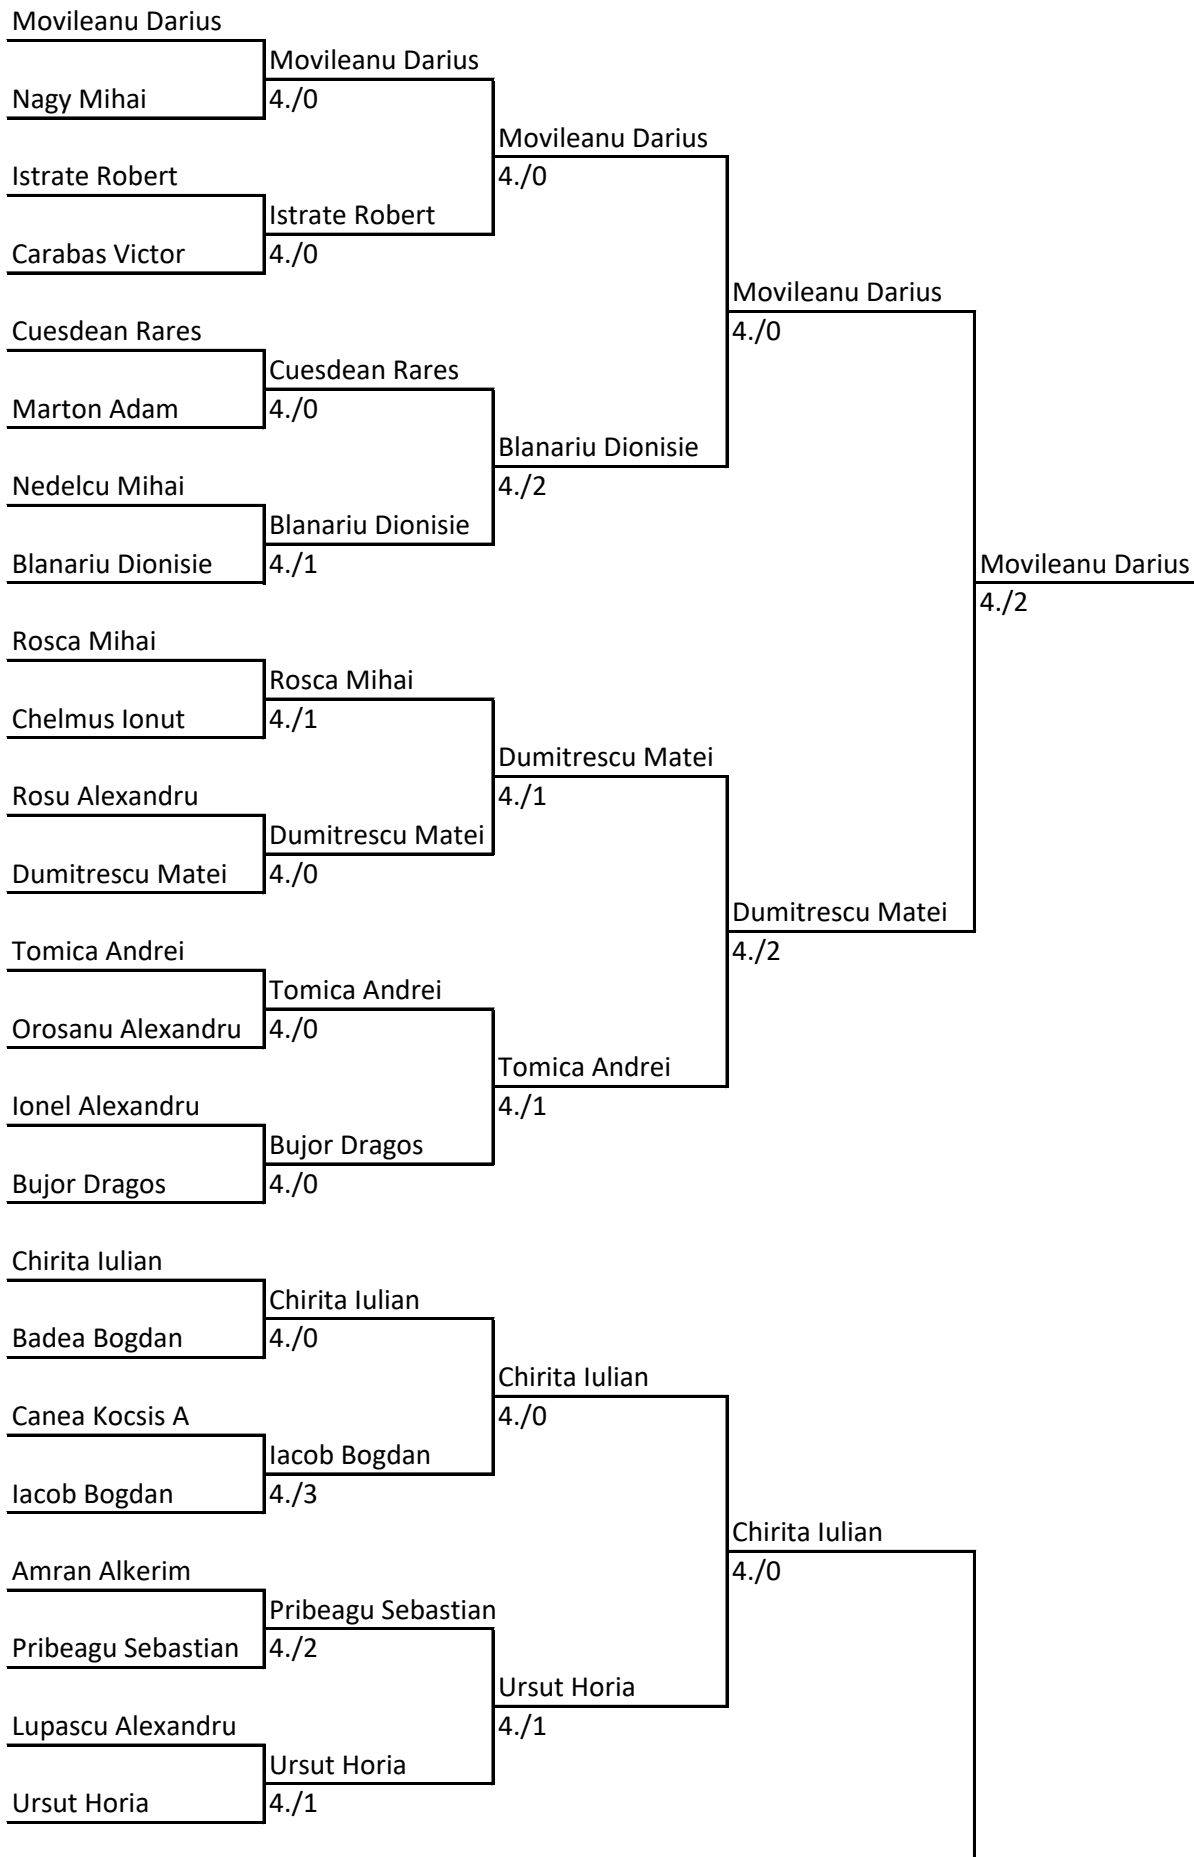 Movileanu Darius
Movileanu Darius
Nagy Mihai
4./0
Movileanu Darius
Istrate Robert
4./0
Istrate Robert
Carabas Victor
4./0
Movileanu Darius
Cuesdean Rares
4./0
Cuesdean Rares
Marton Adam
4./0
Blanariu Dionisie
Nedelcu Mihai
4./2
Blanariu Dionisie
Blanariu Dionisie
4./1
Movileanu Darius
4./2
Rosca Mihai
Rosca Mihai
Chelmus Ionut
4./1
Dumitrescu Matei
Rosu Alexandru
4./1
Dumitrescu Matei
Dumitrescu Matei
4./0
Dumitrescu Matei
Tomica Andrei
4./2
Tomica Andrei
Orosanu Alexandru
4./0
Tomica Andrei
Ionel Alexandru
4./1
Bujor Dragos
Bujor Dragos
4./0
Chirita Iulian
Chirita Iulian
Badea Bogdan
4./0
Chirita Iulian
Canea Kocsis A
4./0
Iacob Bogdan
Iacob Bogdan
4./3
Chirita Iulian
Amran Alkerim
4./0
Pribeagu Sebastian
Pribeagu Sebastian
4./2
Ursut Horia
Lupascu Alexandru
4./1
Ursut Horia
Ursut Horia
4./1